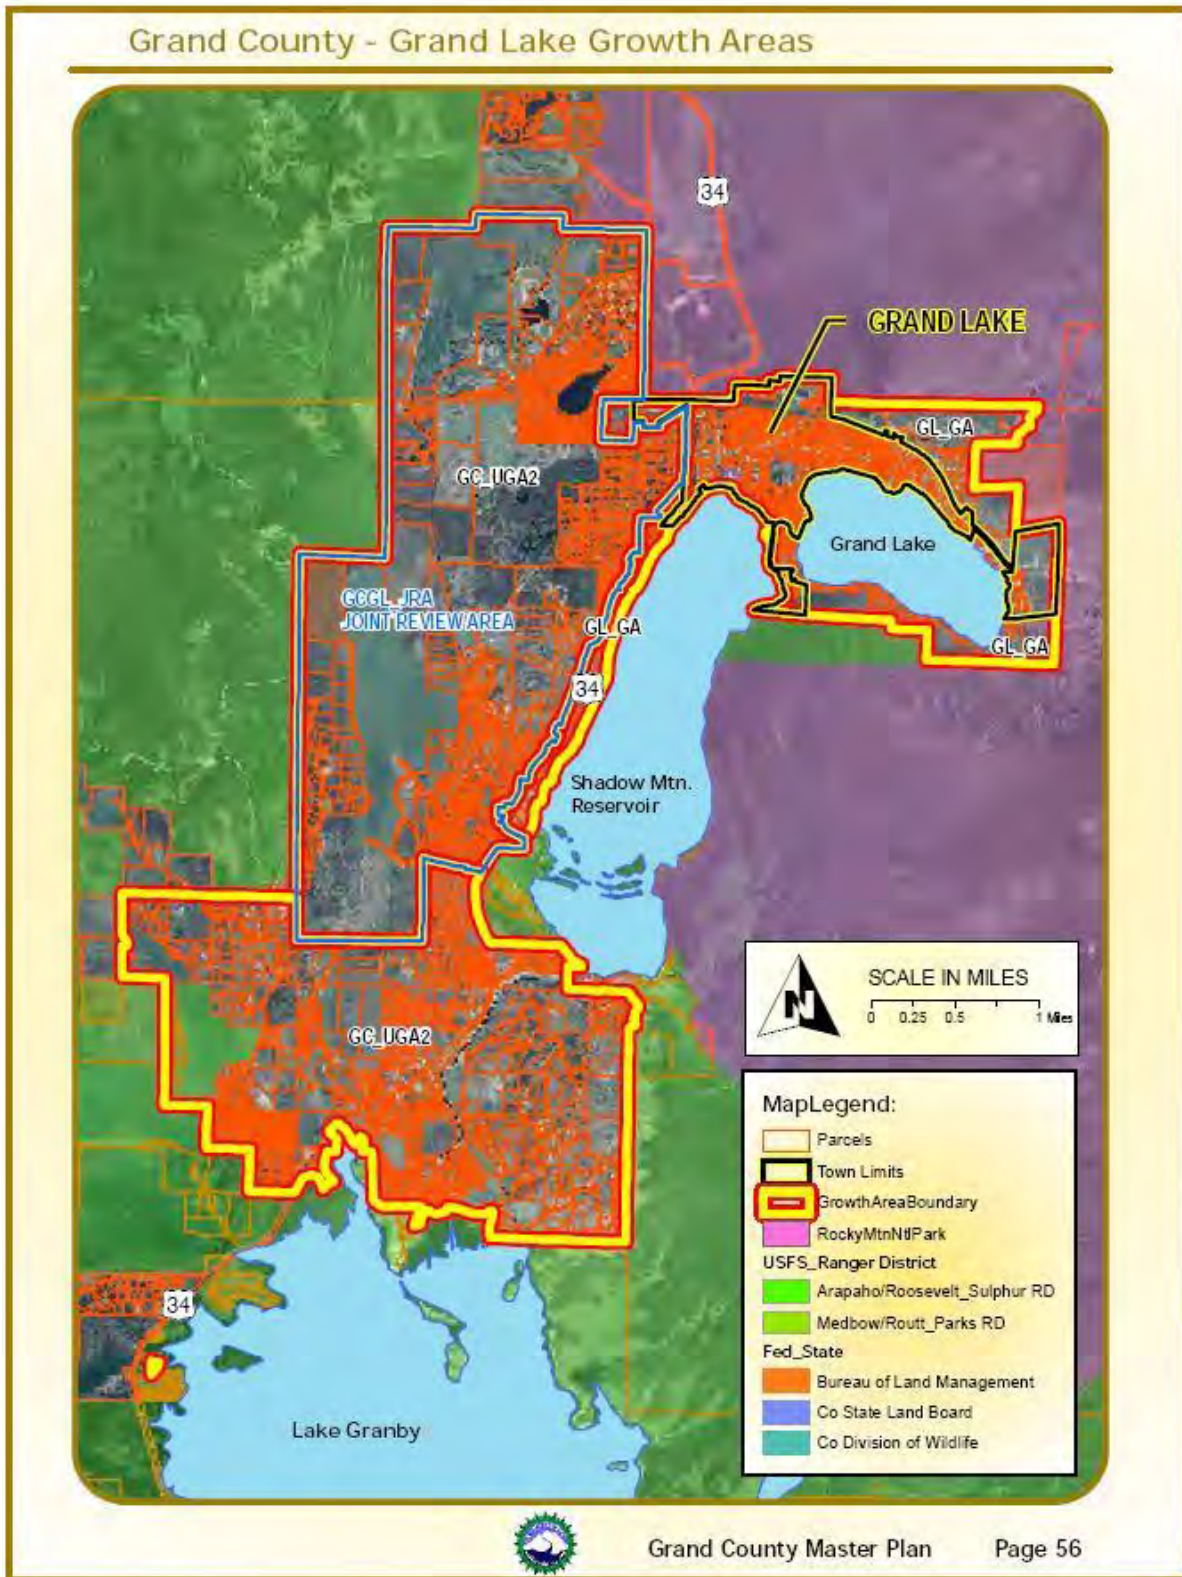 Grand County - Grand Lake Growth Areas
34
GRAND LAKE
GL_GA
GC_UGA2
Grand Lake
GCGL_JRA
JOINT REVIEW AREA
GL_GA
GL_GA
34
Shadow Mtn.
Reservoir
SCALE IN MILES
0 0.25 0.5 1 Miles
N
GC_UGA2
MapLegend:
Parcels
Town Limits
GrowthAreaBoundary
RockyMtnNtlPark
USFS_Ranger District
Arapaho/Roosevelt_Sulphur RD
Medbow/Routt_Parks RD
Fed_State
Bureau of Land Management
Co State Land Board
Co Division of Wildlife
34
Lake Granby
Grand County Master Plan Page 56